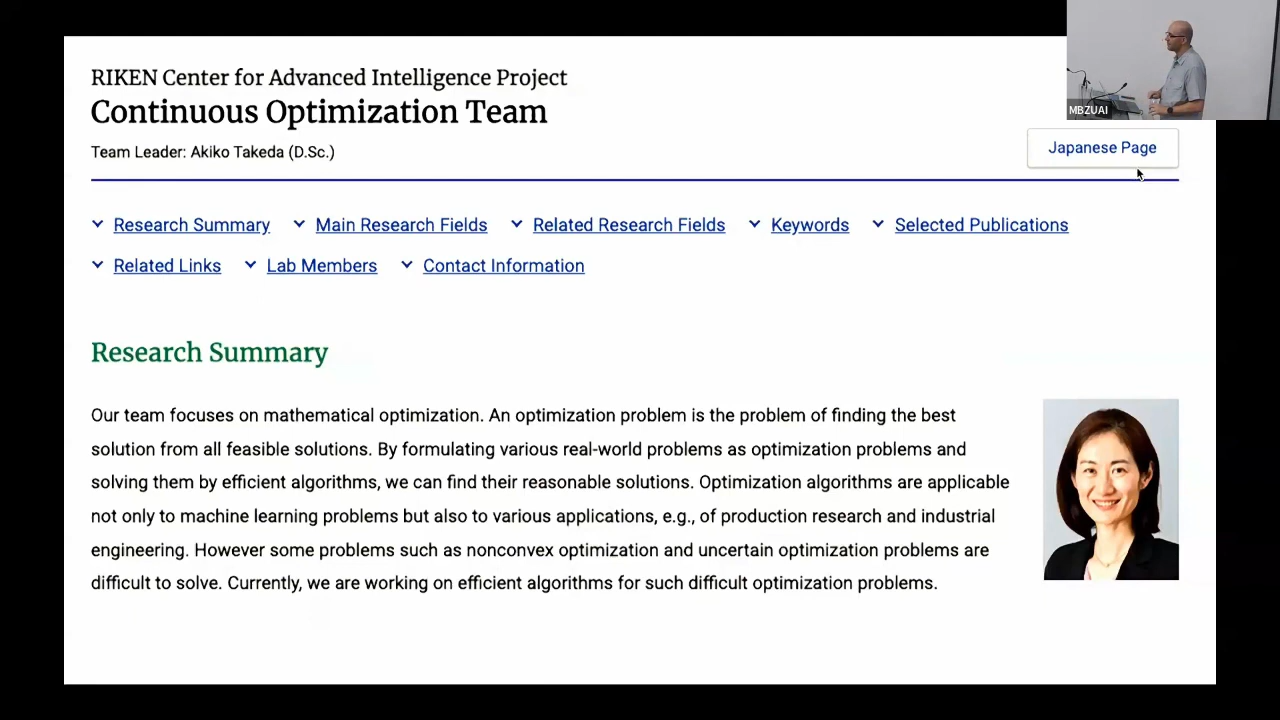 RIKEN Center for Advanced Intelligence Project
Continuous Optimization Team
Team Leader: Akiko Takeda (D.Sc.)
MBZUAI
Japanese Page
Research Summary Main Research Fields Related Research Fields Keywords Selected Publications
Related Links Lab Members Contact Information
Research Summary
Our team focuses on mathematical optimization. An optimization problem is the problem of finding the best
solution from all feasible solutions. By formulating various real-world problems as optimization problems and
solving them by efficient algorithms, we can find their reasonable solutions. Optimization algorithms are applicable
not only to machine learning problems but also to various applications, e.g., of production research and industrial
engineering. However some problems such as nonconvex optimization and uncertain optimization problems are
difficult to solve. Currently, we are working on efficient algorithms for such difficult optimization problems.